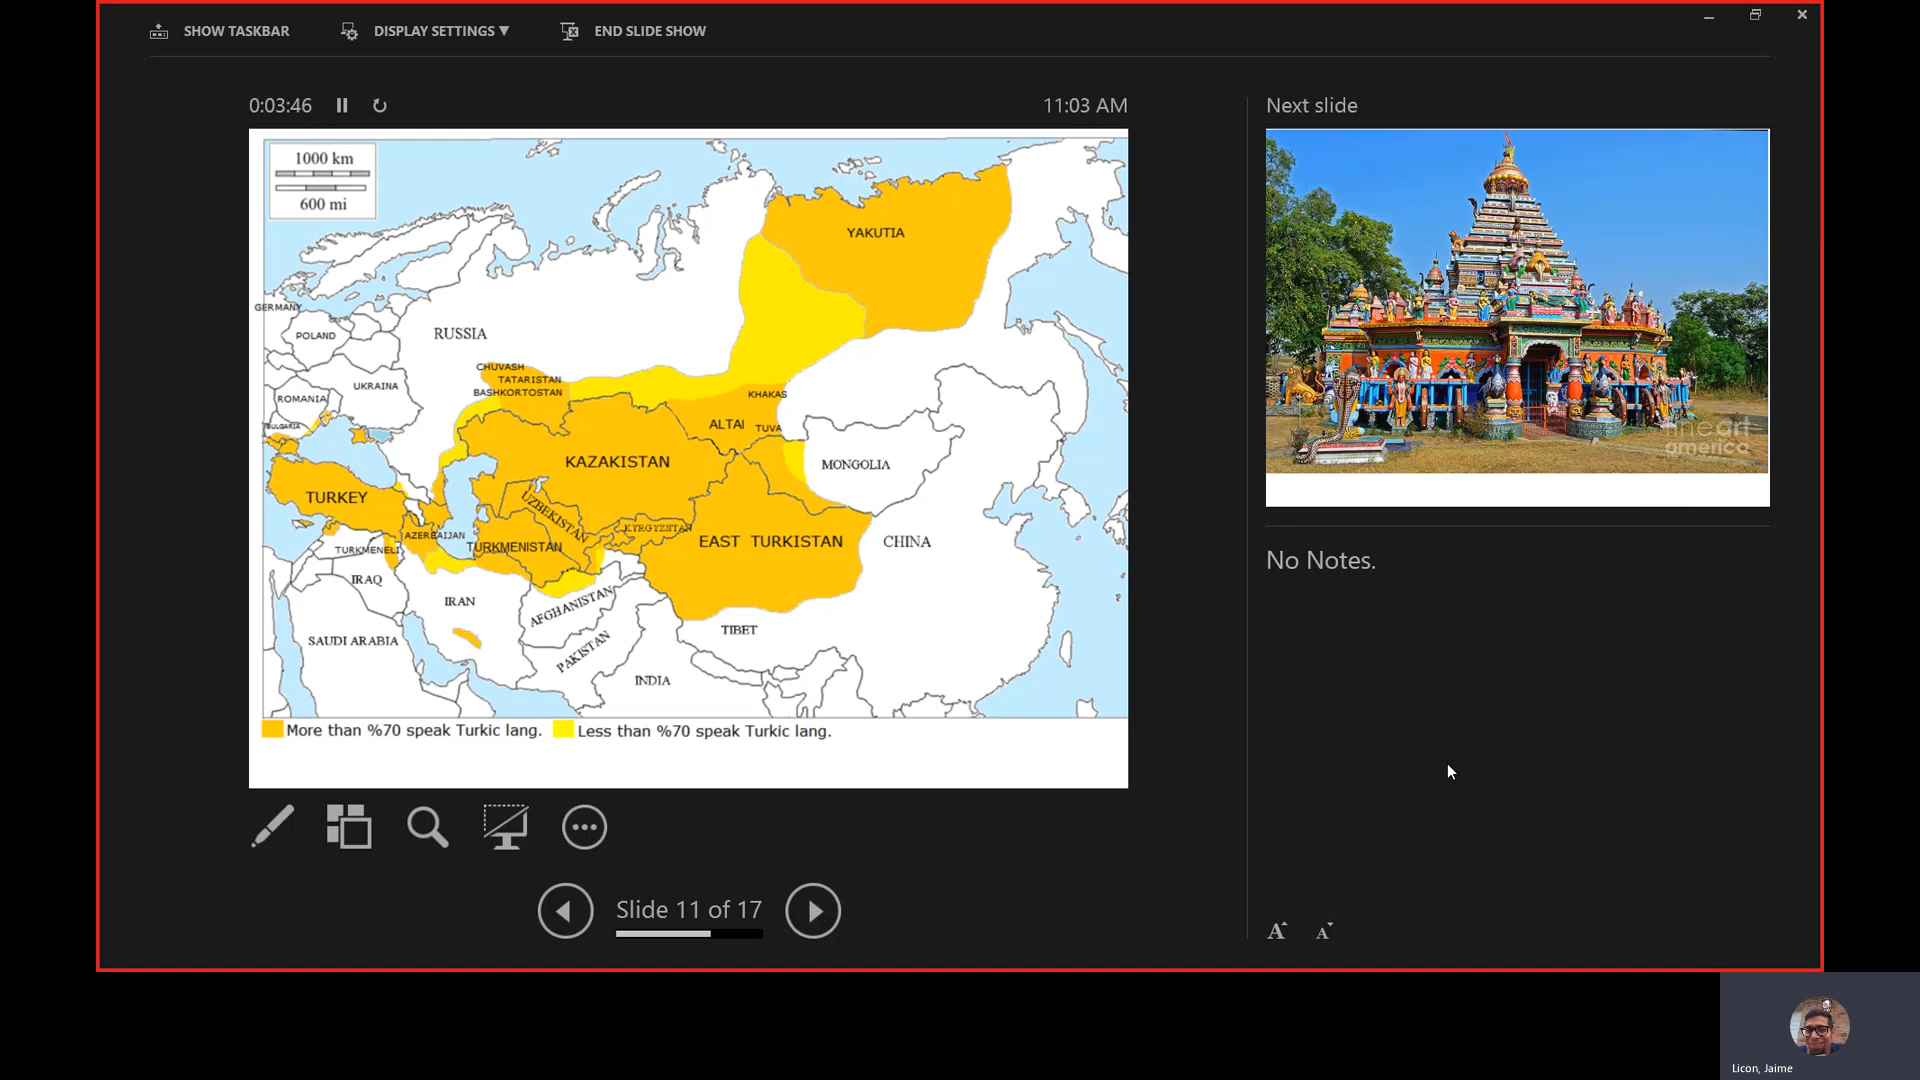 SHOW TASKBAR
DISPLAY SETTINGS ▼
END SLIDE SHOW
0:03:46
11:03 AM
Next slide
1000 km
600 mi
YAKUTIA
GERMANY
POLAND
RUSSIA
CHUVASH
TATARISTAN
BASHKORTOSTAN
UKRAINA
ROMANIA
BULGARIA
KHAKAS
ALTAI
TUVA
KAZAKISTAN
MONGOLIA
TURKEY
UZBEKISTAN
KYRGYZSTAN
AZERBAIJAN
TURKMENISTAN
EAST TURKISTAN
CHINA
TURKMENELI
IRAQ
IRAN
AFGHANISTAN
TIBET
SAUDI ARABIA
PAKISTAN
INDIA
More than %70 speak Turkic lang.
Less than %70 speak Turkic lang.
fineart
america
No Notes.
Slide 11 of 17
A
A
Licon, Jaime